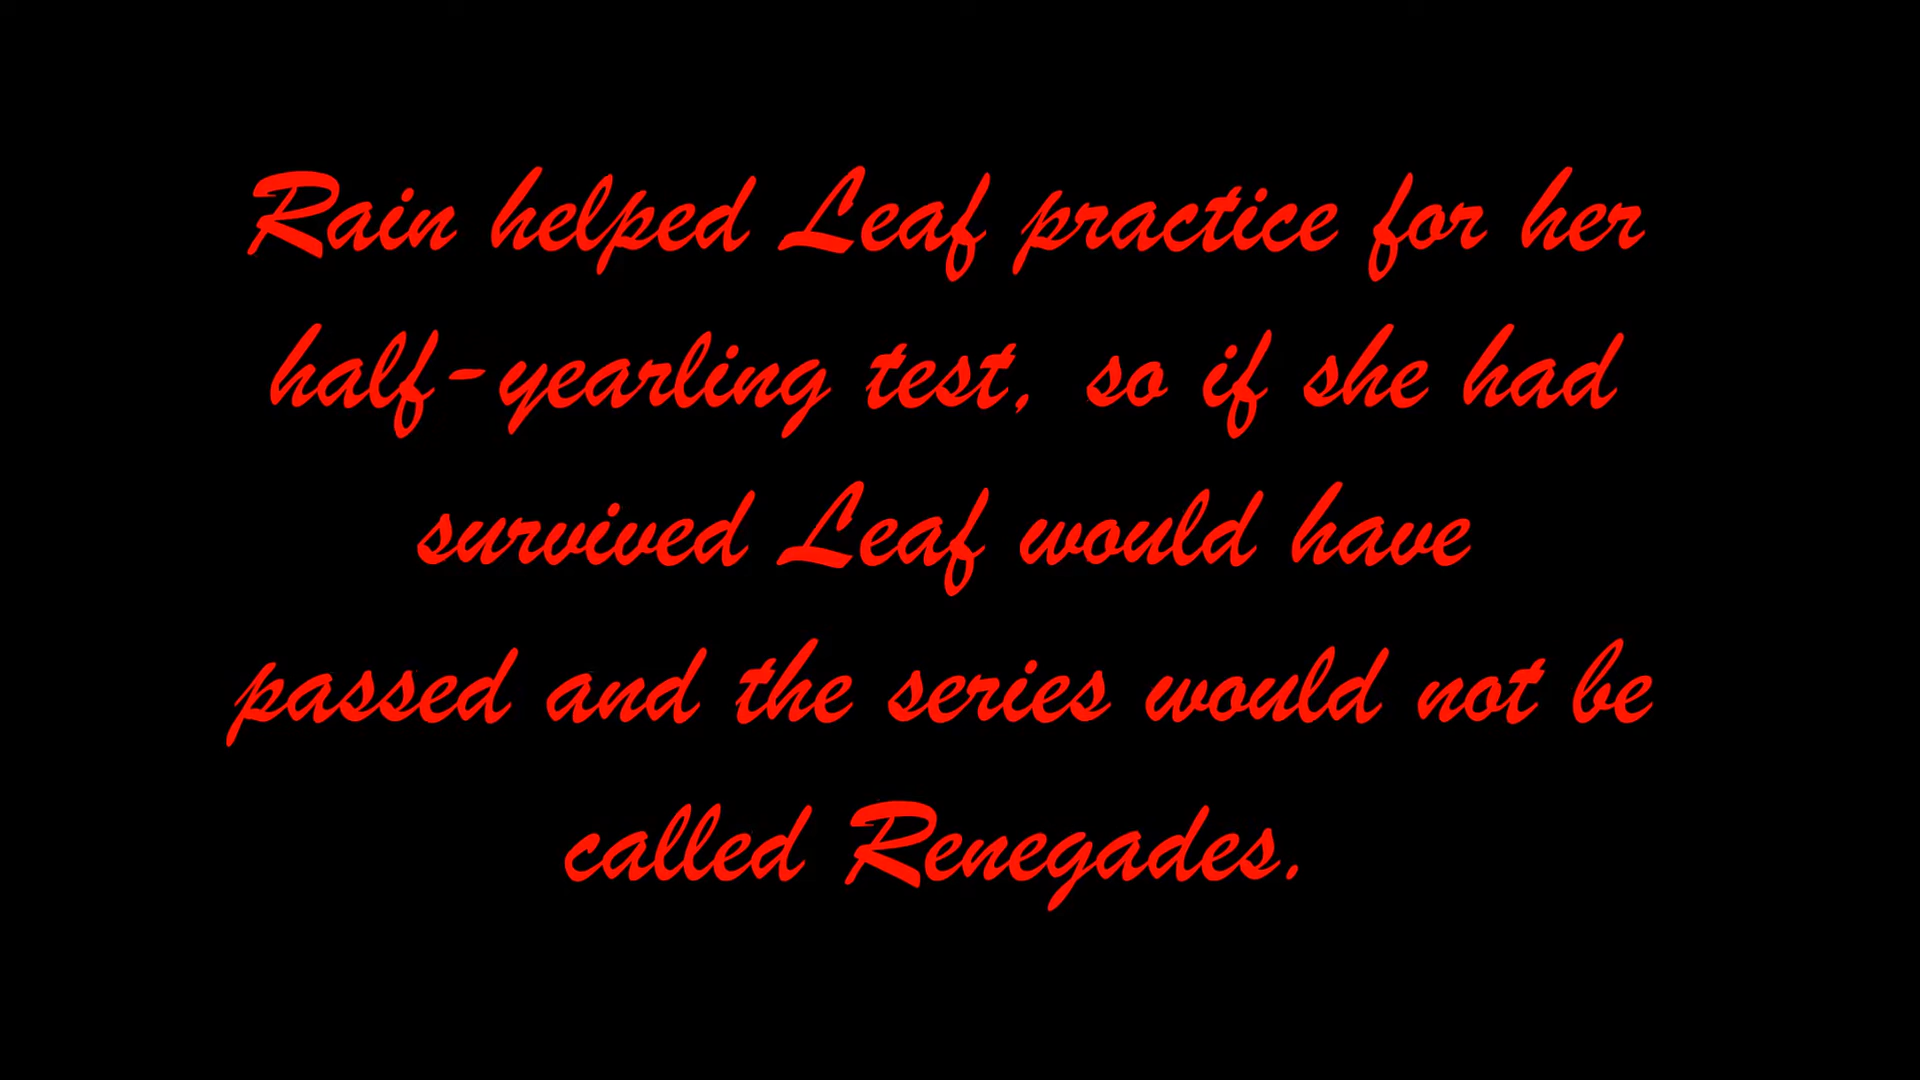 Rain helped Leaf practice for her
half-yearling test, so if she had
survived Leaf would have
passed and the series would not be
called Renegades.